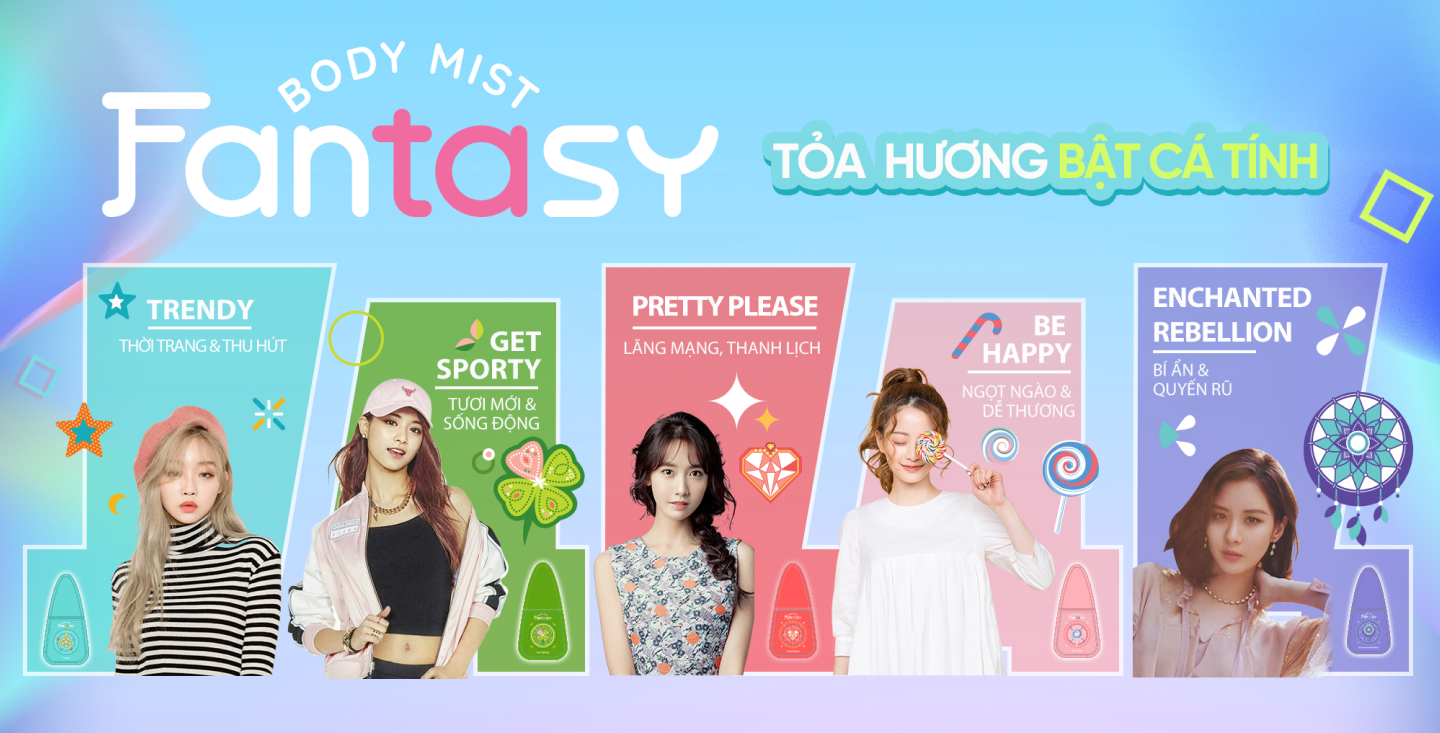 BODY MIST
Fantasy
TỎA HƯƠNG BẬT CÁ TÍNH
TRENDY
THỜI TRANG & THU HÚT
GET
SPORTY
TƯƠI MỚI &
SỐNG ĐỘNG
PRETTY PLEASE
LÃNG MẠNG, THANH LỊCH
BE
HAPPY
NGỌT NGÀO &
DỄ THƯƠNG
ENCHANTED
REBELLION
BÍ ẨN &
QUYẾN RŨ